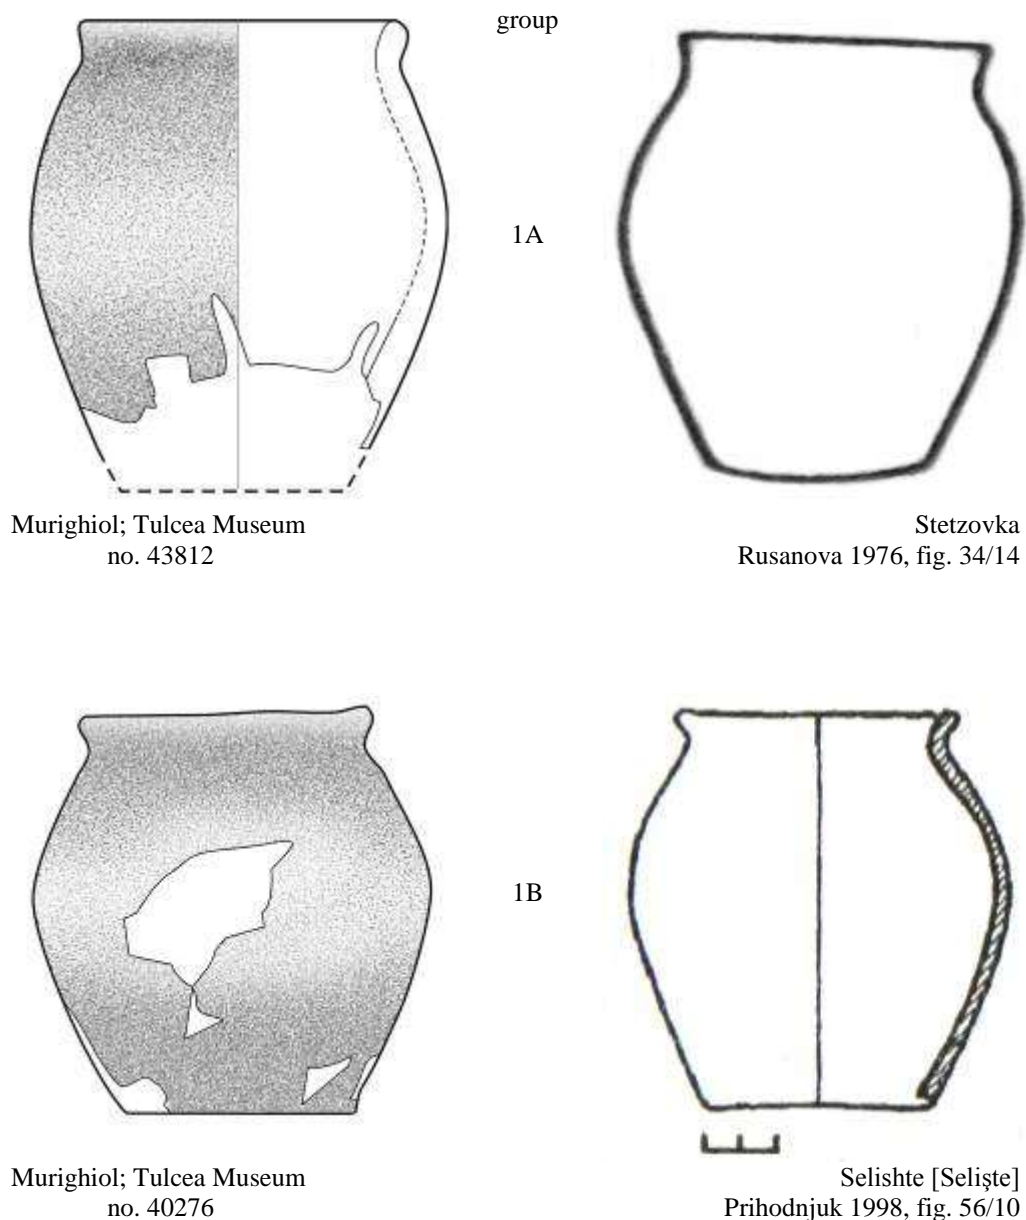 group
1A
Murighiol; Tulcea Museum
no. 43812
Stetzovka
Rusanova 1976, fig. 34/14
1B
Murighiol; Tulcea Museum
no. 40276
Selishte [Selişte]
Prihodnjuk 1998, fig. 56/10